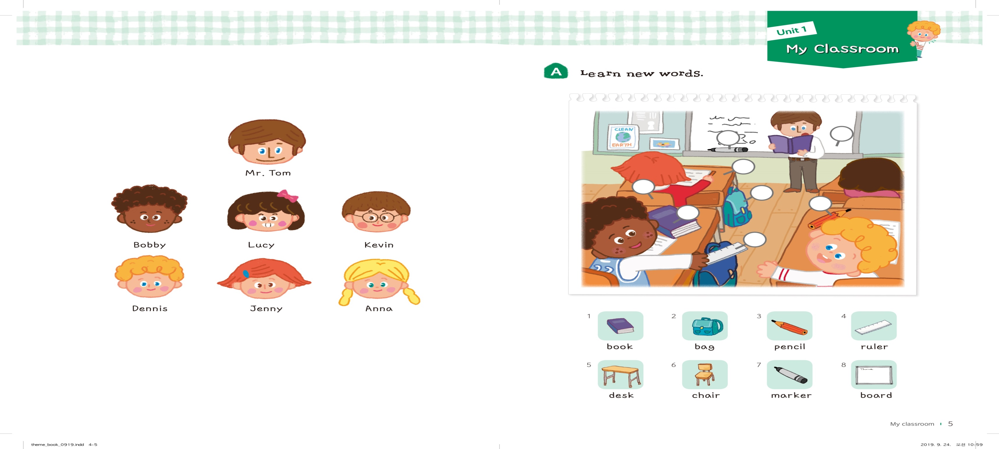 Mr. Tom
Bobby
Lucy
Kevin
Dennis
Jenny
Anna
Unit 1
My Classroom
A Learn new words.
CLEAN
EARTH
1 book
2 bag
3 pencil
4 ruler
5 desk
6 chair
7 marker
8 board
My classroom 5
theme_book_0919.indd 4-5
2019. 9. 24. 오전 10:59